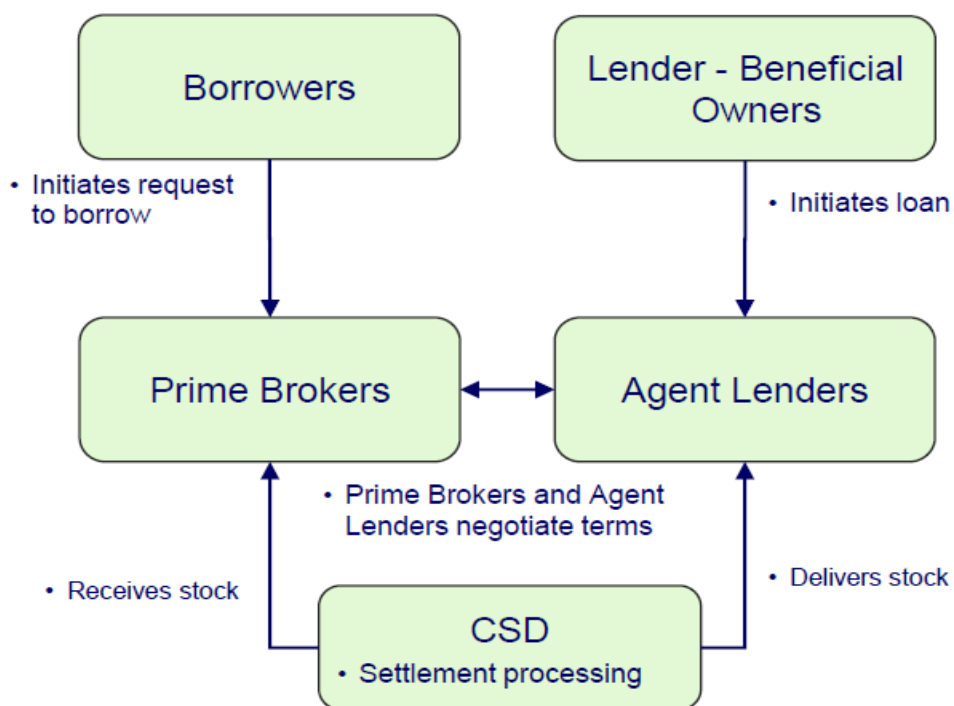 Borrowers
Lender - Beneficial
Owners
• Initiates request
to borrow
• Initiates loan
Prime Brokers
Agent Lenders
• Prime Brokers and Agent
Lenders negotiate terms
• Receives stock
• Delivers stock
CSD
• Settlement processing